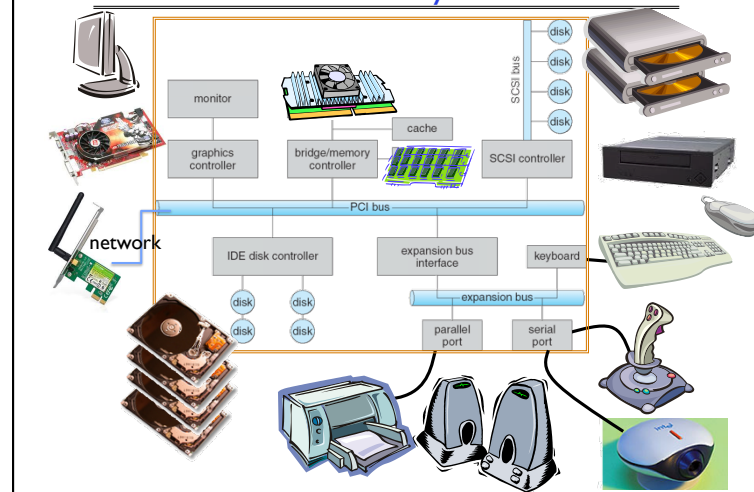 disk
disk
disk
disk
SCSI bus
monitor
cache
graphics
controller
bridge/memory
controller
SCSI controller
PCI bus
network
IDE disk controller
expansion bus
interface
keyboard
disk
disk
disk
disk
expansion bus
parallel
port
serial
port
intel